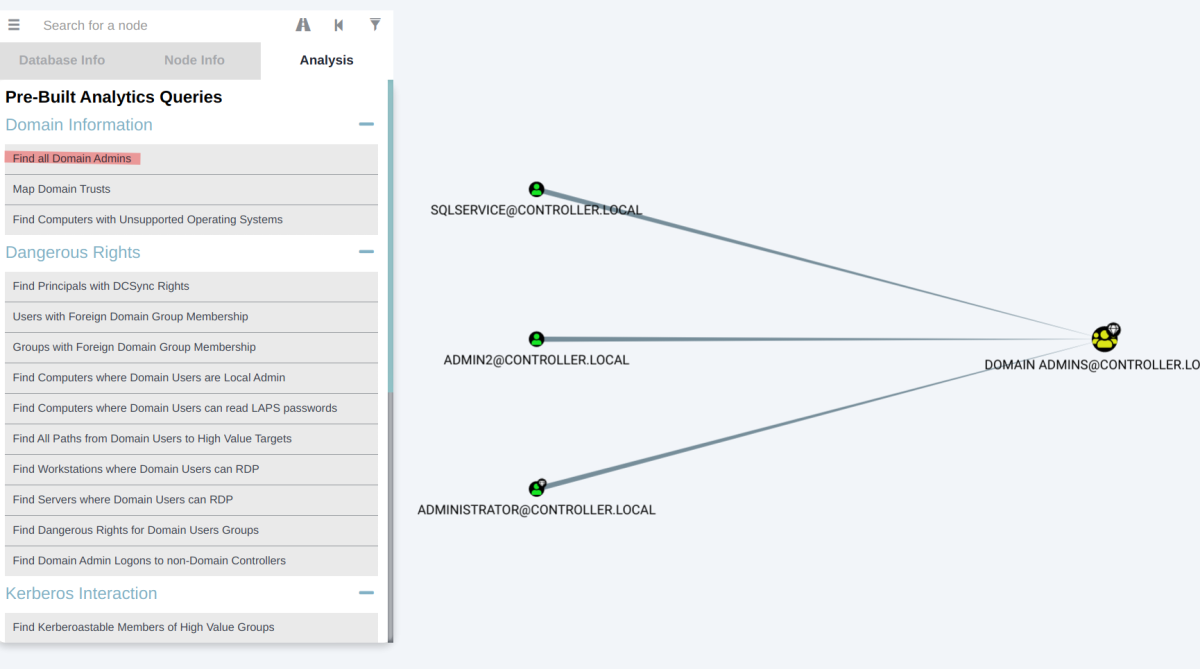 Search for a node
Database Info
Node Info
Analysis
Pre-Built Analytics Queries
Domain Information
Find all Domain Admins
Map Domain Trusts
Find Computers with Unsupported Operating Systems
Dangerous Rights
Find Principals with DCSync Rights
Users with Foreign Domain Group Membership
Groups with Foreign Domain Group Membership
Find Computers where Domain Users are Local Admin
Find Computers where Domain Users can read LAPS passwords
Find All Paths from Domain Users to High Value Targets
Find Workstations where Domain Users can RDP
Find Servers where Domain Users can RDP
Find Dangerous Rights for Domain Users Groups
Find Domain Admin Logons to non-Domain Controllers
Kerberos Interaction
Find Kerberoastable Members of High Value Groups
SQLSERVICE@CONTROLLER.LOCAL
ADMIN2@CONTROLLER.LOCAL
DOMAIN ADMINS@CONTROLLER.LO
ADMINISTRATOR@CONTROLLER.LOCAL